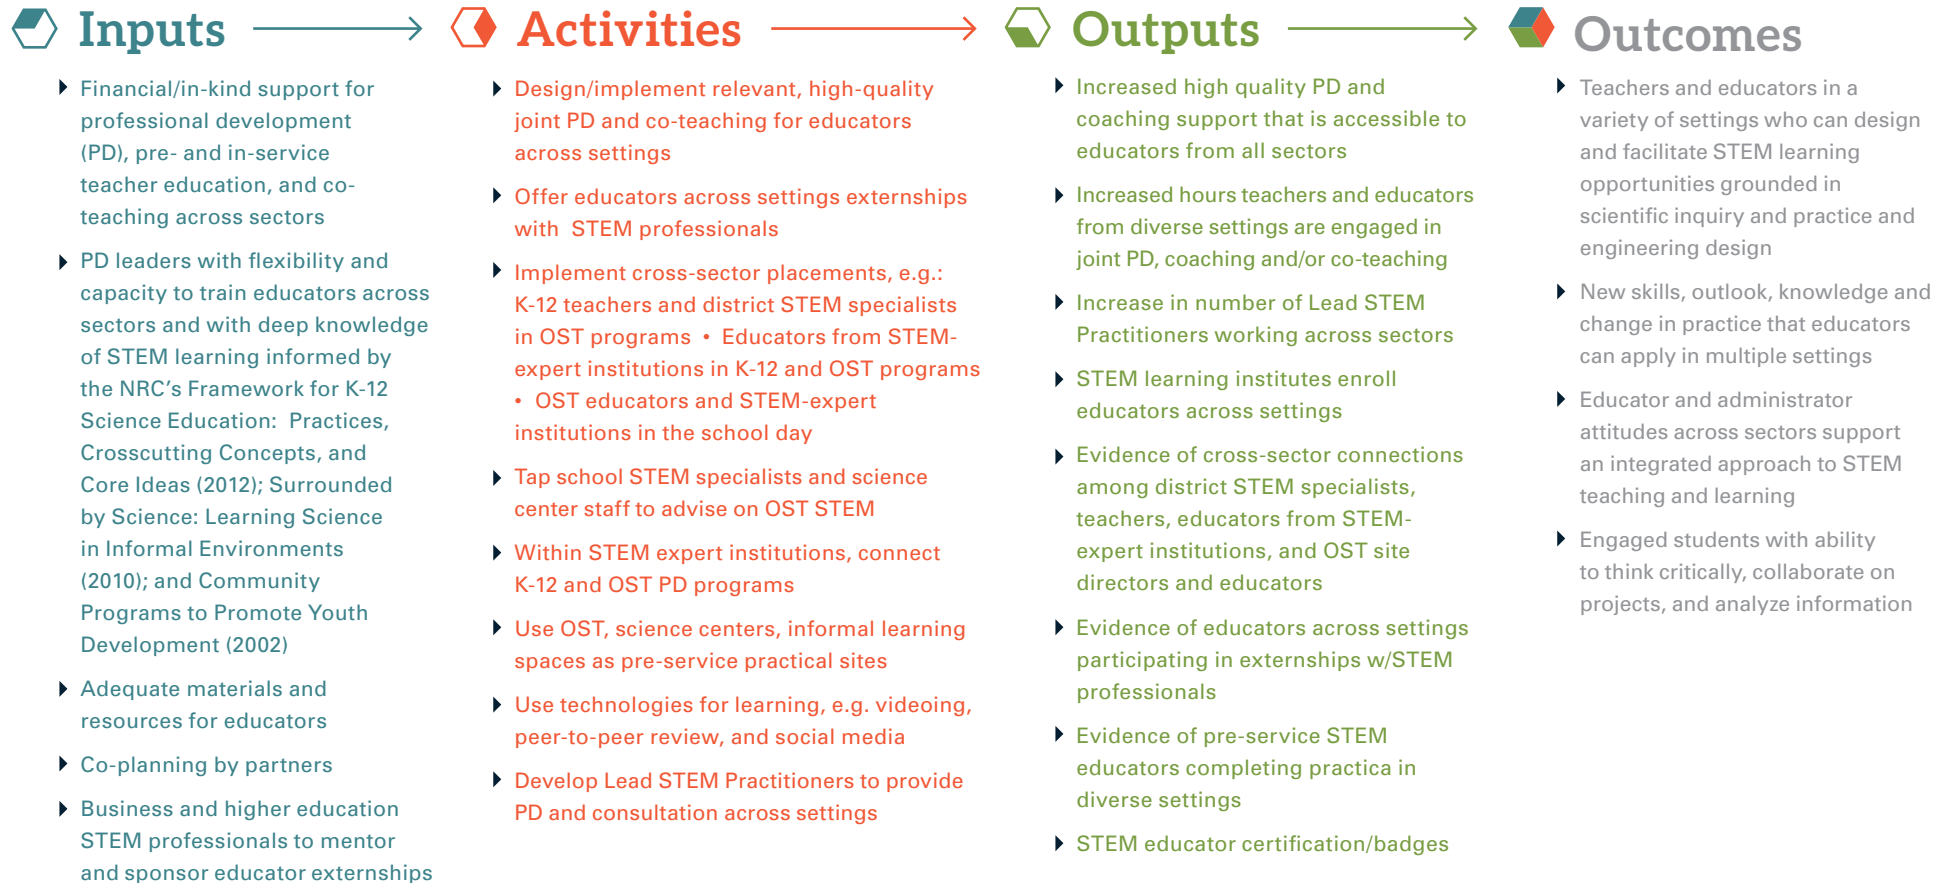 Inputs
Financial/in-kind support for
professional development
(PD), pre- and in-service
teacher education, and co-
teaching across sectors
PD leaders with flexibility and
capacity to train educators across
sectors and with deep knowledge
of STEM learning informed by
the NRC’s Framework for K-12
Science Education:  Practices,
Crosscutting Concepts, and
Core Ideas (2012); Surrounded
by Science: Learning Science
in Informal Environments
(2010); and Community
Programs to Promote Youth
Development (2002)
Adequate materials and
resources for educators
Co-planning by partners
Business and higher education
STEM professionals to mentor
and sponsor educator externships
Activities
Design/implement relevant, high-quality
joint PD and co-teaching for educators
across settings
Offer educators across settings externships
with  STEM professionals
Implement cross-sector placements, e.g.:
K-12 teachers and district STEM specialists
in OST programs • Educators from STEM-
expert institutions in K-12 and OST programs
• OST educators and STEM-expert
institutions in the school day
Tap school STEM specialists and science
center staff to advise on OST STEM
Within STEM expert institutions, connect
K-12 and OST PD programs
Use OST, science centers, informal learning
spaces as pre-service practical sites
Use technologies for learning, e.g. videoing,
peer-to-peer review, and social media
Develop Lead STEM Practitioners to provide
PD and consultation across settings
Outputs
Increased high quality PD and
coaching support that is accessible to
educators from all sectors
Increased hours teachers and educators
from diverse settings are engaged in
joint PD, coaching and/or co-teaching
Increase in number of Lead STEM
Practitioners working across sectors
STEM learning institutes enroll
educators across settings
Evidence of cross-sector connections
among district STEM specialists,
teachers, educators from STEM-
expert institutions, and OST site
directors and educators
Evidence of educators across settings
participating in externships w/STEM
professionals
Evidence of pre-service STEM
educators completing practica in
diverse settings
STEM educator certification/badges
Outcomes
Teachers and educators in a
variety of settings who can design
and facilitate STEM learning
opportunities grounded in
scientific inquiry and practice and
engineering design
New skills, outlook, knowledge and
change in practice that educators
can apply in multiple settings
Educator and administrator
attitudes across sectors support
an integrated approach to STEM
teaching and learning
Engaged students with ability
to think critically, collaborate on
projects, and analyze information